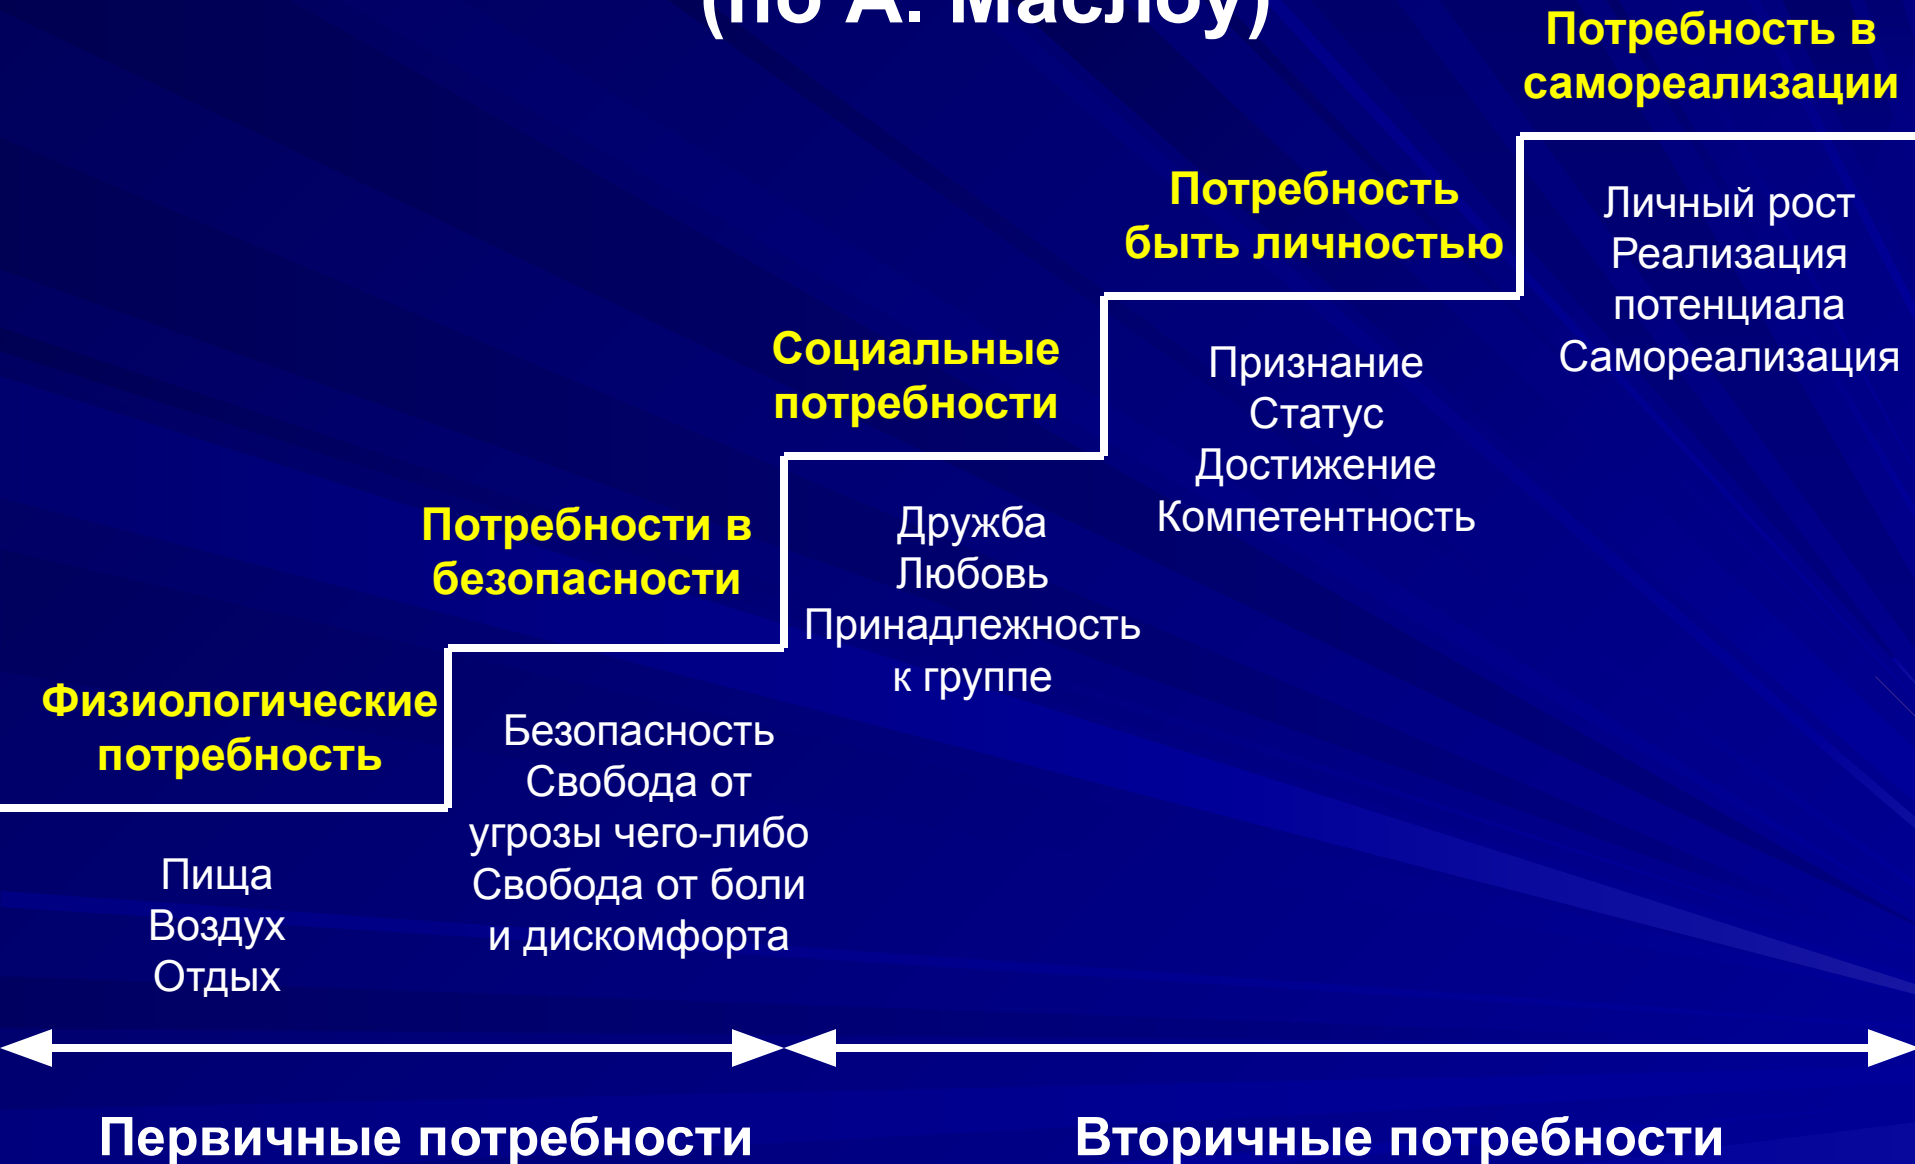 (по А. Маслоу)
Физиологические
потребность
Пища
Воздух
Отдых
Потребности в
безопасности
Безопасность
Свобода от
угрозы чего-либо
Свобода от боли
и дискомфорта
Социальные
потребности
Дружба
Любовь
Принадлежность
к группе
Потребность
быть личностью
Признание
Статус
Достижение
Компетентность
Потребность в
самореализации
Личный рост
Реализация
потенциала
Самореализация
Первичные потребности
Вторичные потребности